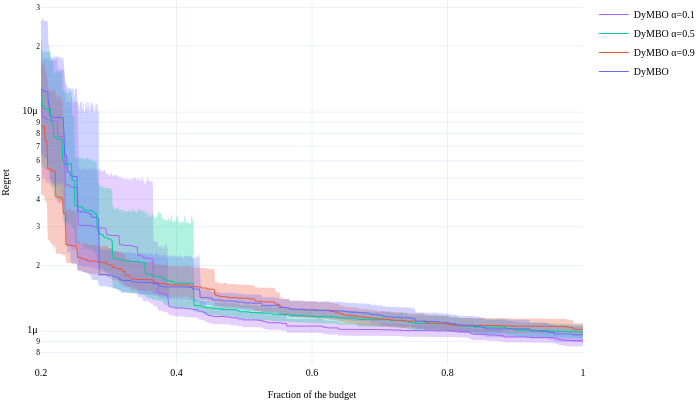 3
2
10μ
9
8
7
6
5
4
3
2
1μ
9
8
0.2
0.4
0.6
0.8
1
Regret
Fraction of the budget
DyMBO α=0.1
DyMBO α=0.5
DyMBO α=0.9
DyMBO